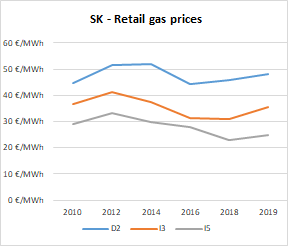 SK - Retail gas prices
60 €/MWh
50 €/MWh
40 €/MWh
30 €/MWh
20 €/MWh
10 €/MWh
0 €/MWh
2010 2012 2014 2016 2018 2019
D2 I3 I5